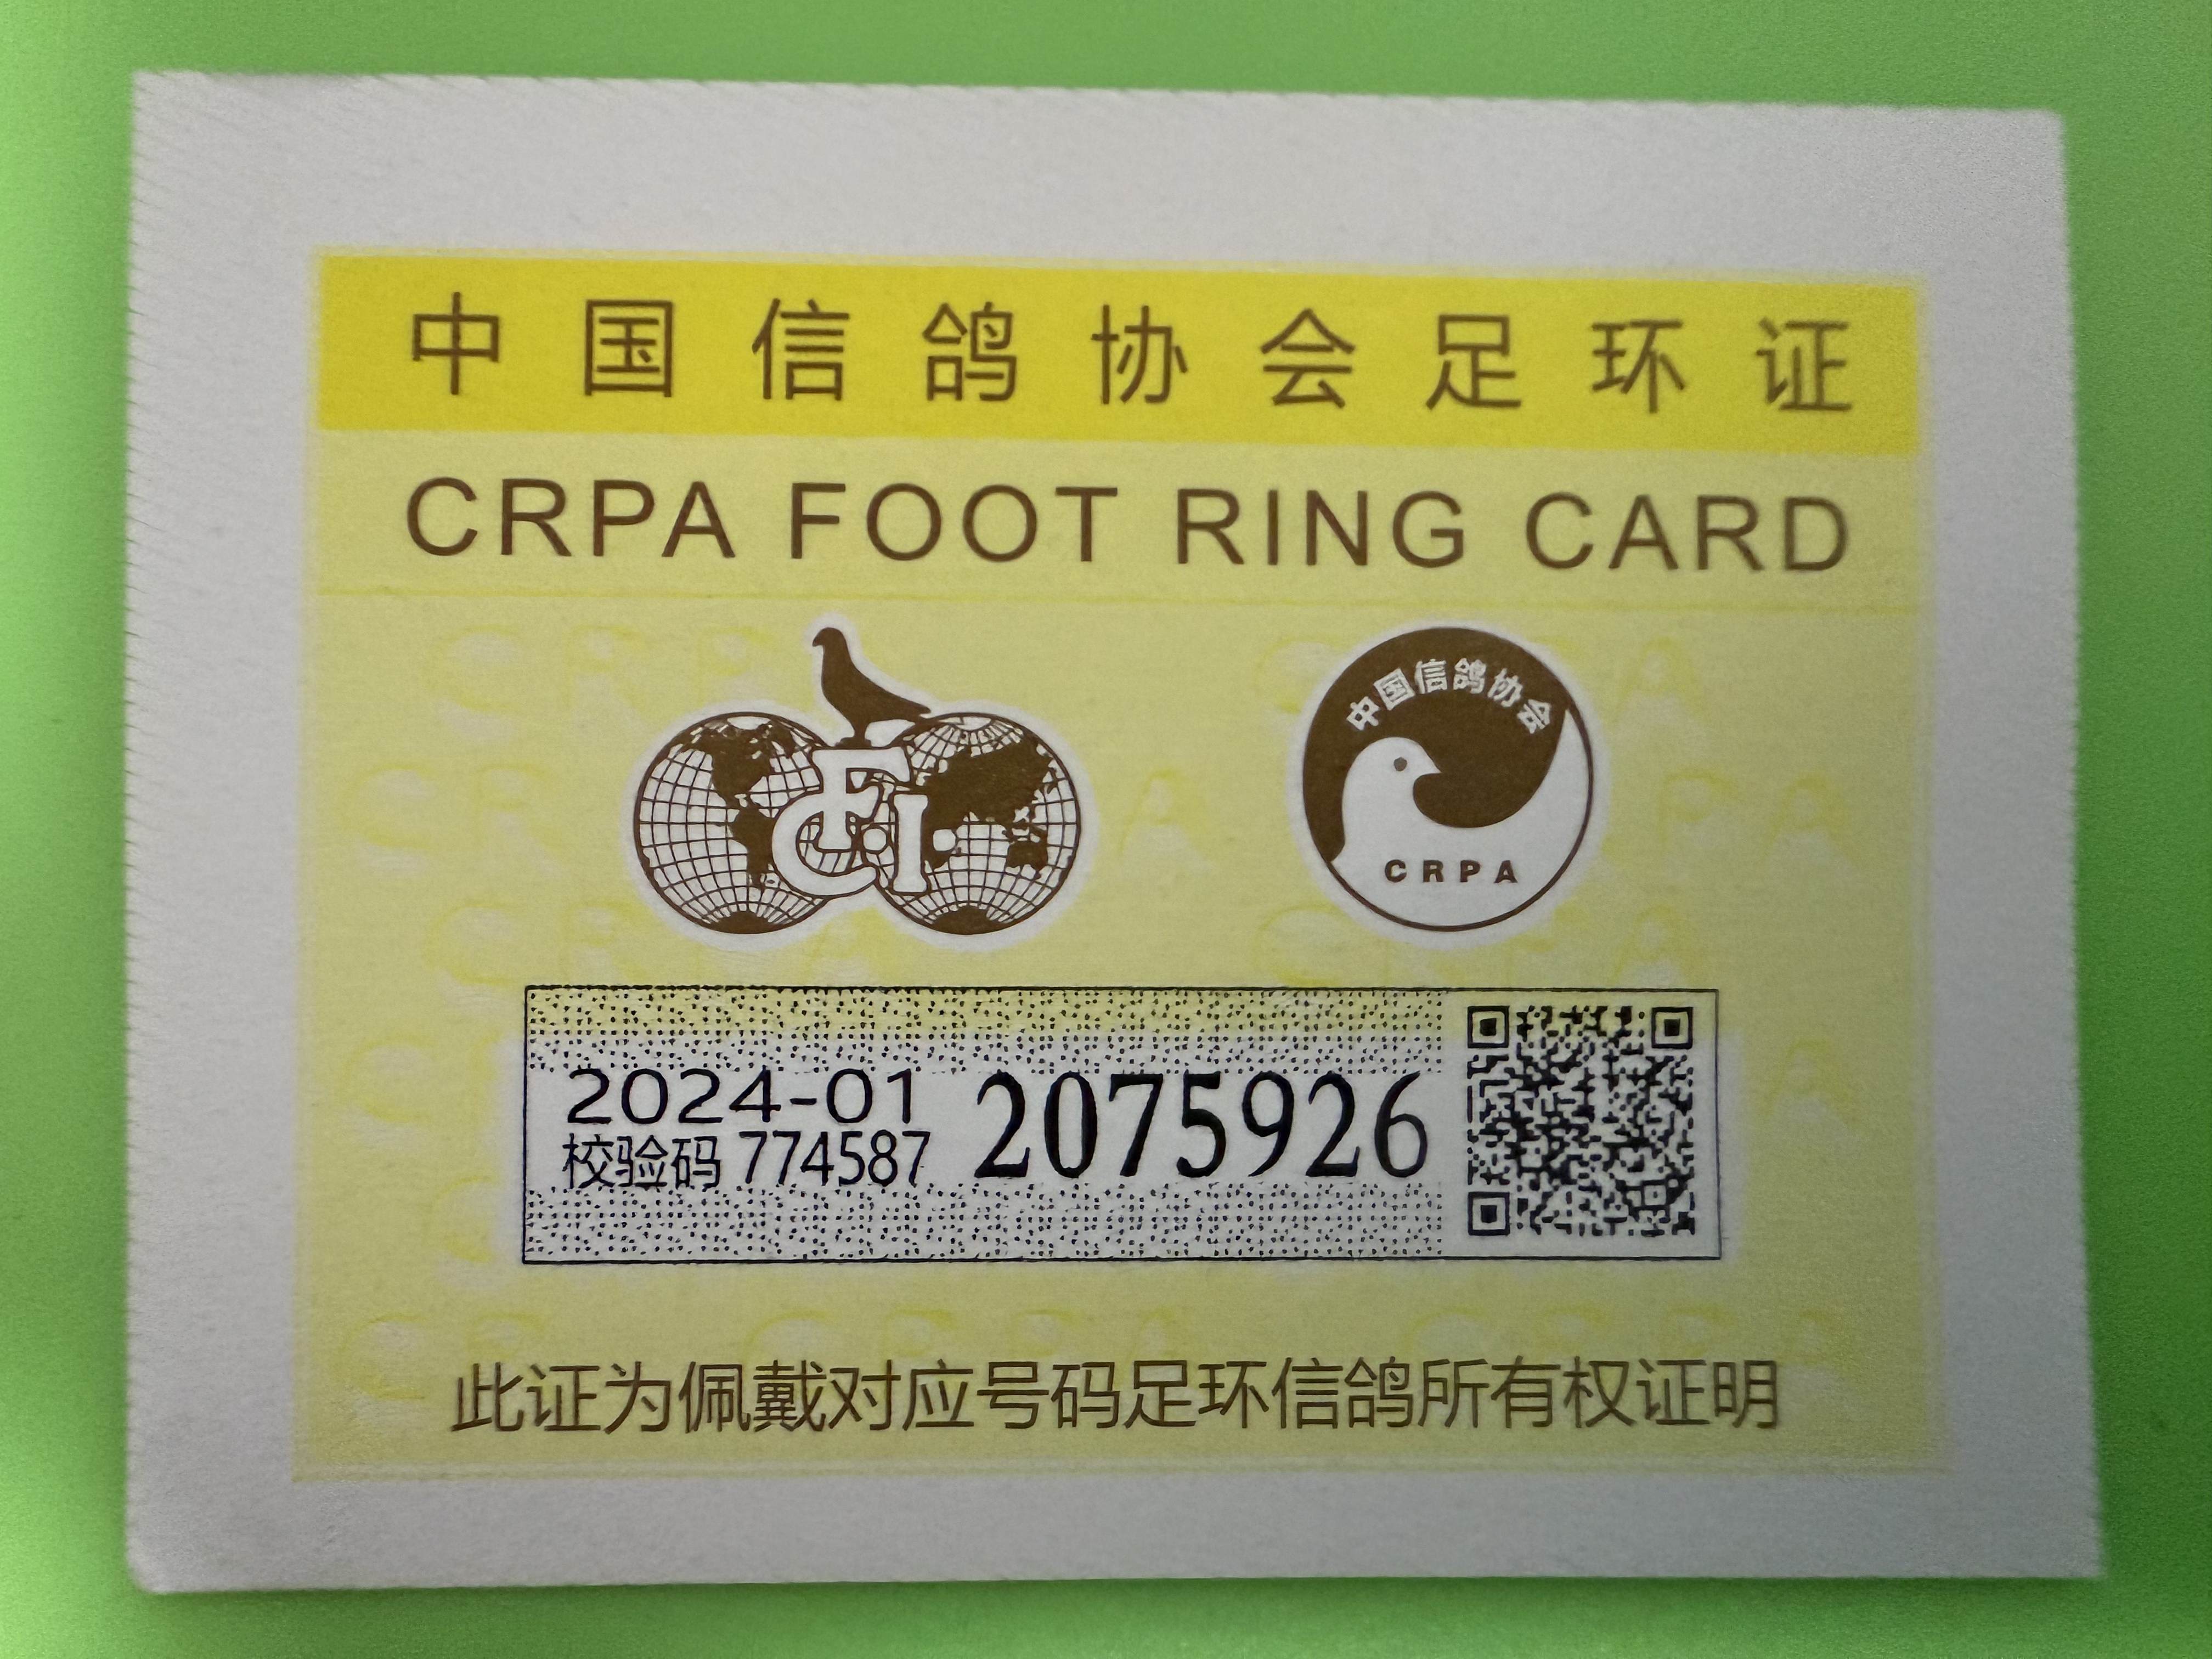 中国信鸽协会足环证
CRPA FOOT RING CARD
FCI
中国信鸽协会
CRPA
2024-01 2075926
校验码 774587
此证为佩戴对应号码足环信鸽所有权证明